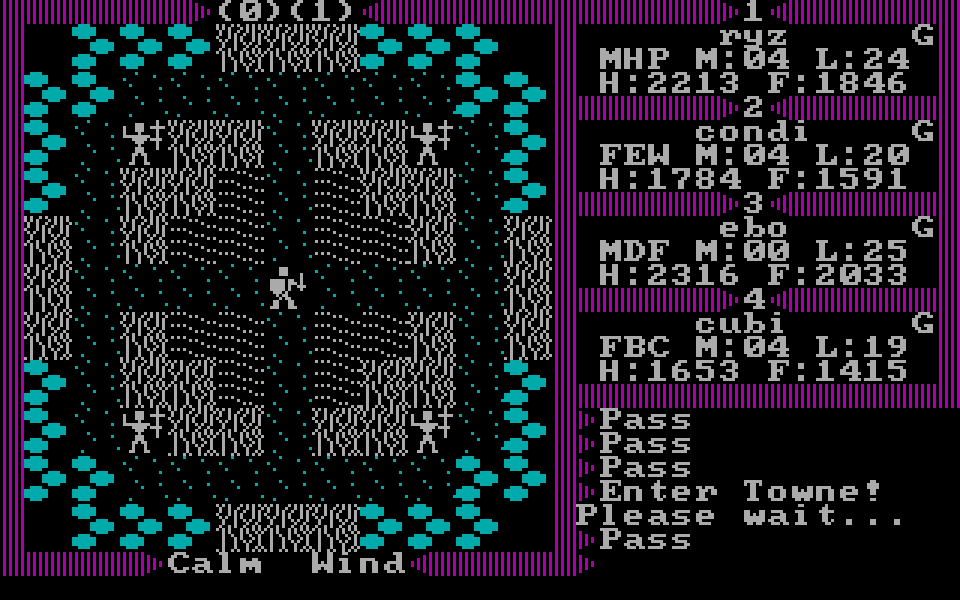 (0)(1)
1
ryz G
MHP M:04 L:24
H:2213 F:1846
2
condi G
FEW M:04 L:20
H:1784 F:1591
3
ebo G
MDF M:00 L:25
H:2316 F:2033
4
cubi G
FBC M:04 L:19
H:1653 F:1415
Pass
Pass
Pass
Enter Towne!
Please wait...
Pass
Calm Wind